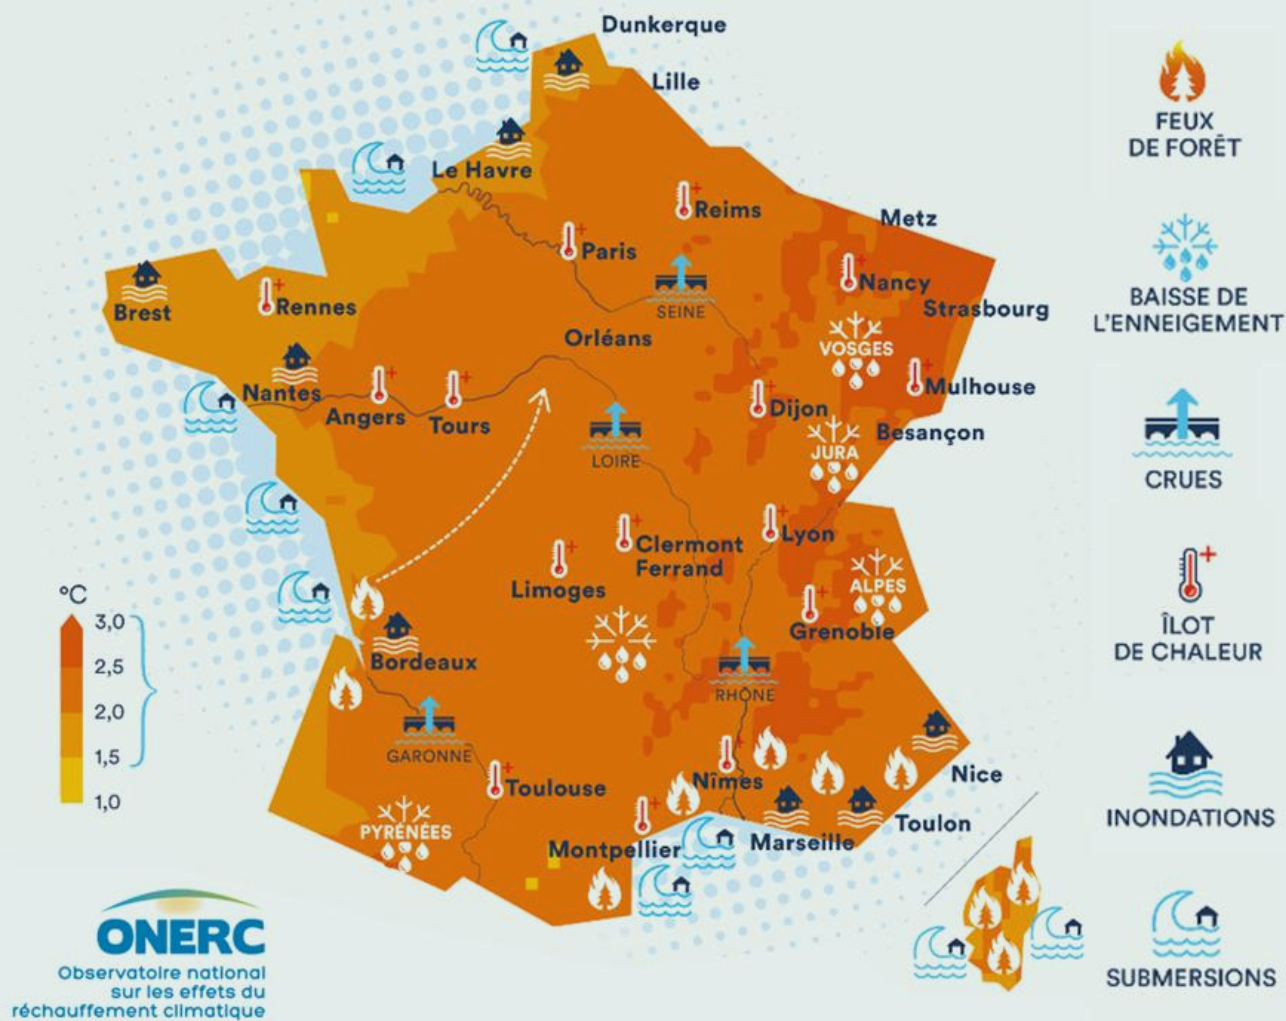 Dunkerque
Lille
Le Havre
Reims
Metz
Paris
Nancy
Brest
Rennes
SEINE
Strasbourg
Orléans
VOSGES
Nantes
Angers
Tours
Dijon
Mulhouse
Besançon
LOIRE
JURA
Lyon
Clermont
Ferrand
Limoges
ALPES
Grenoble
Bordeaux
RHÔNE
GARONNE
Nîmes
Nice
Toulouse
PYRÉNÉES
Montpellier
Marseille
Toulon
°C
3,0
2,5
2,0
1,5
1,0
ONERC
Observatoire national
sur les effets du
réchauffement climatique
FEUX
DE FORÊT
BAISSE DE
L'ENNEIGEMENT
CRUES
ÎLOT
DE CHALEUR
INONDATIONS
SUBMERSIONS